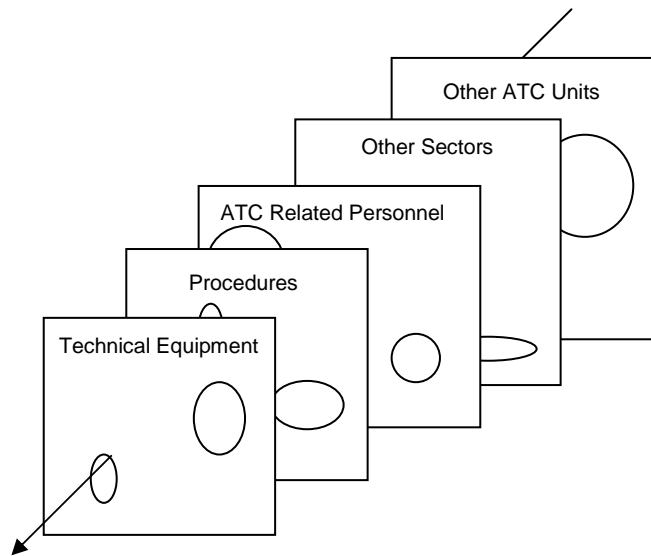 Other ATC Units
Other Sectors
ATC Related Personnel
Procedures
Technical Equipment